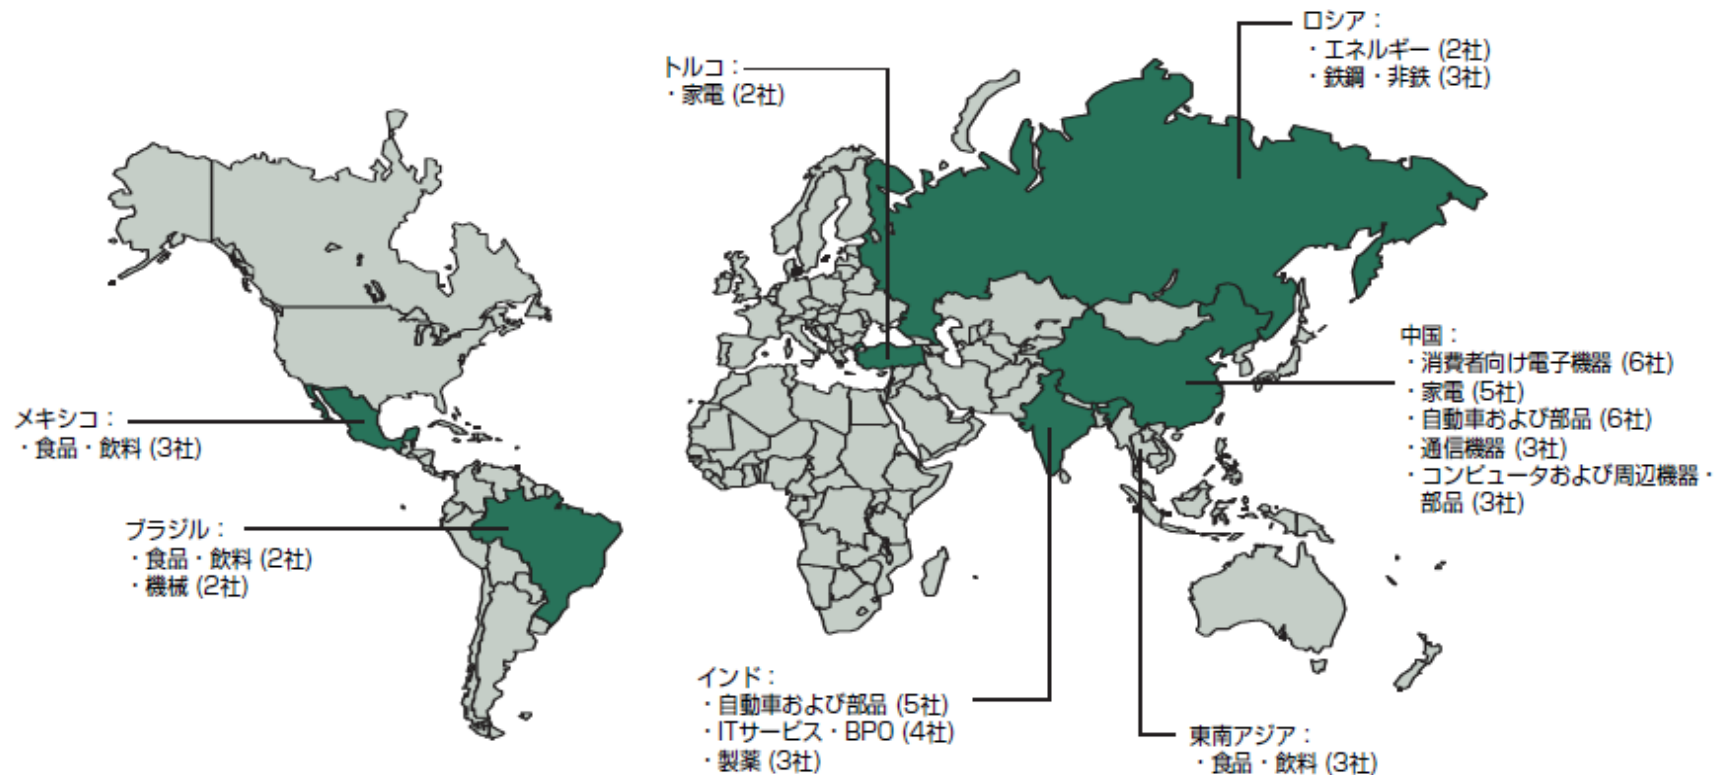 ロシア：
・エネルギー (2社)
・鉄鋼・非鉄 (3社)
トルコ：
・家電 (2社)
中国：
・消費者向け電子機器 (6社)
・家電 (5社)
・自動車および部品 (6社)
・通信機器 (3社)
・コンピュータおよび周辺機器・
部品 (3社)
メキシコ：
・食品・飲料 (3社)
ブラジル：
・食品・飲料 (2社)
・機械 (2社)
インド：
・自動車および部品 (5社)
・ITサービス・BPO (4社)
・製薬 (3社)
東南アジア：
・食品・飲料 (3社)